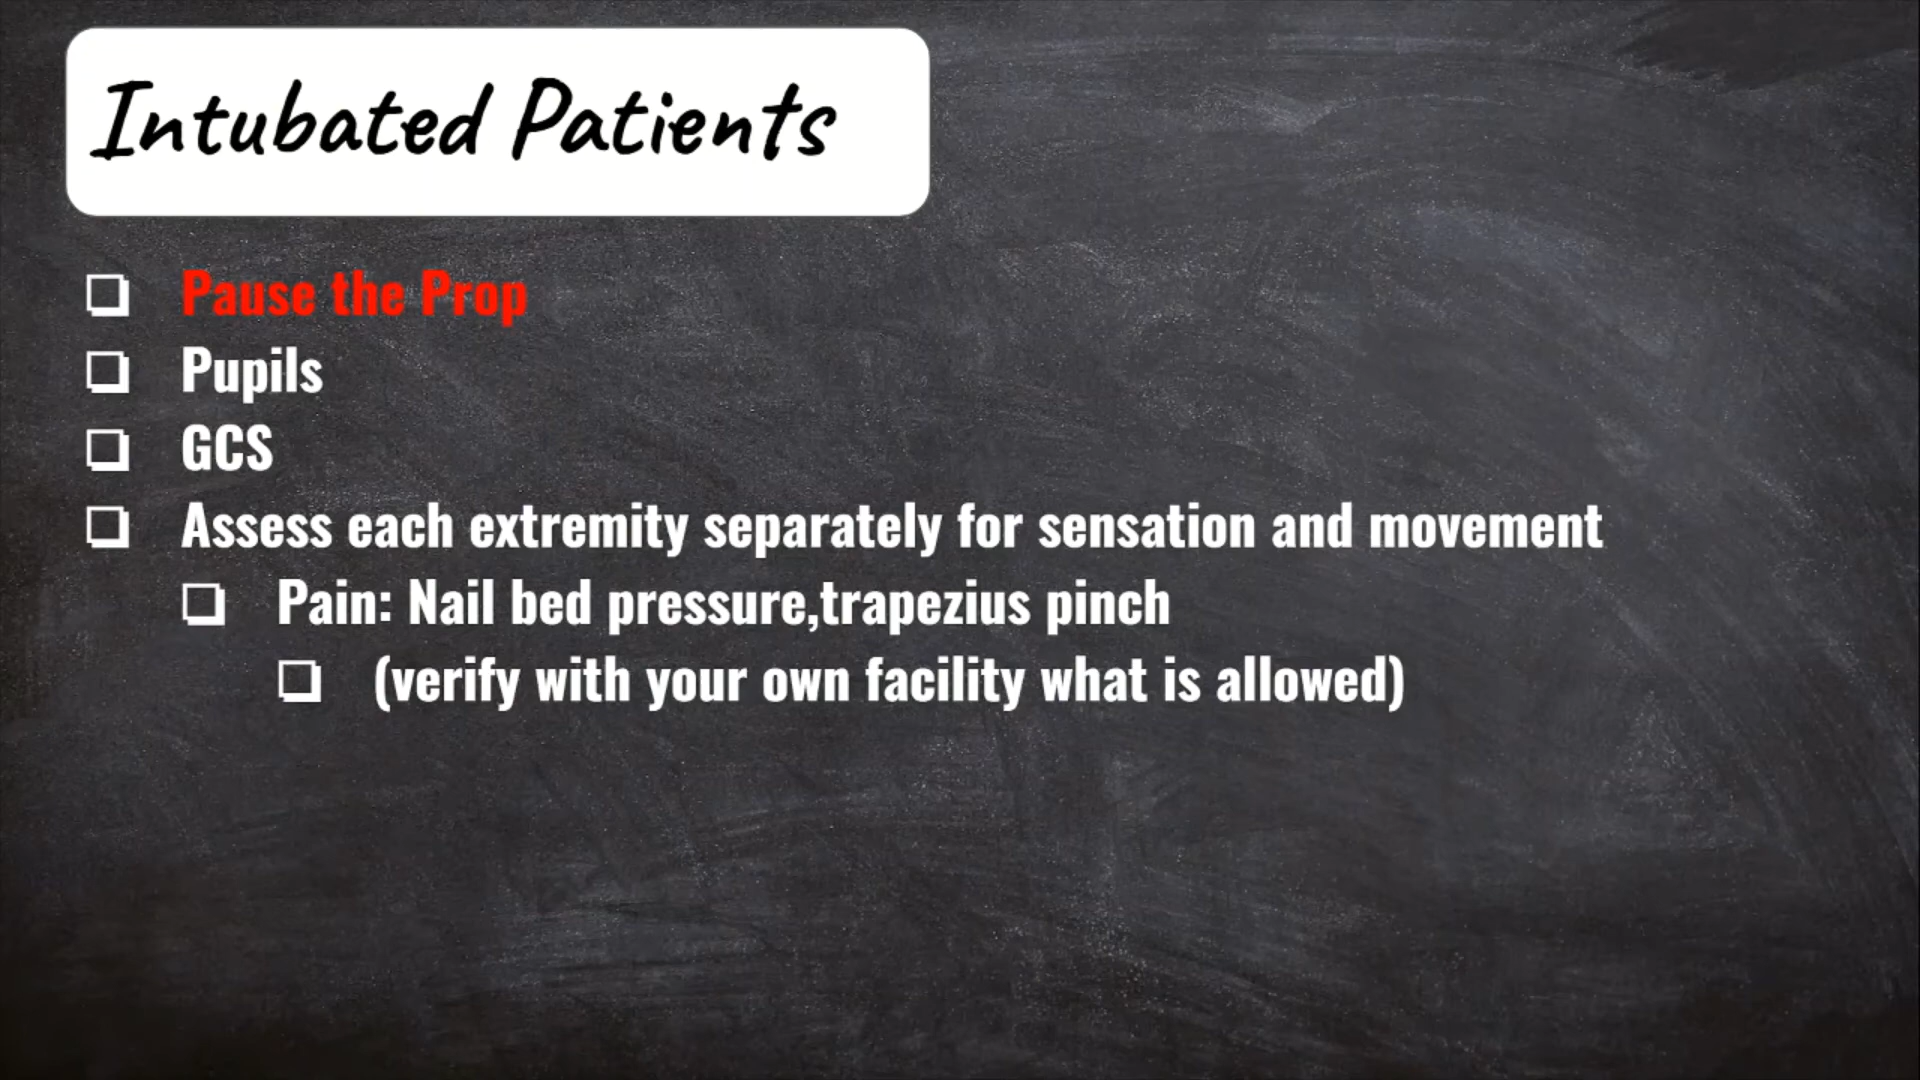 Intubated Patients
Pause the Prop
Pupils
GCS
Assess each extremity separately for sensation and movement
Pain: Nail bed pressure,trapezius pinch
(verify with your own facility what is allowed)